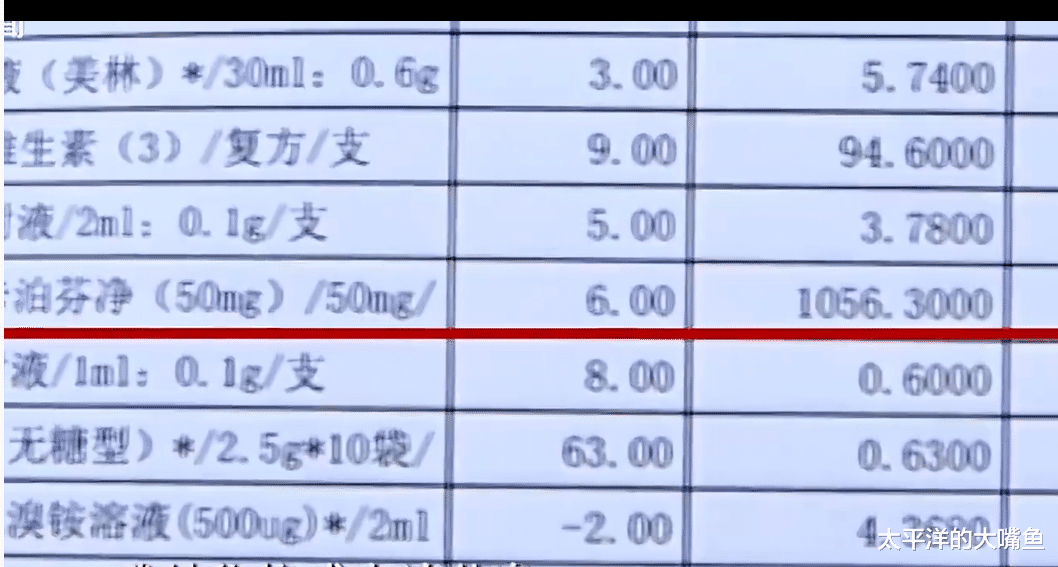 液（美林）*/30ml：0.6g 3.00 5.7400
生素（3）/复方/支 9.00 94.6000
液/2ml：0.1g/支 5.00 3.7800
泊芬净（50mg）/50mg/ 6.00 1056.3000
液/1ml：0.1g/支 8.00 0.6000
无糖型）*/2.5g*10袋/ 63.00 0.6300
溴铵溶液(500ug)*/2ml -2.00
太平洋的大嘴鱼